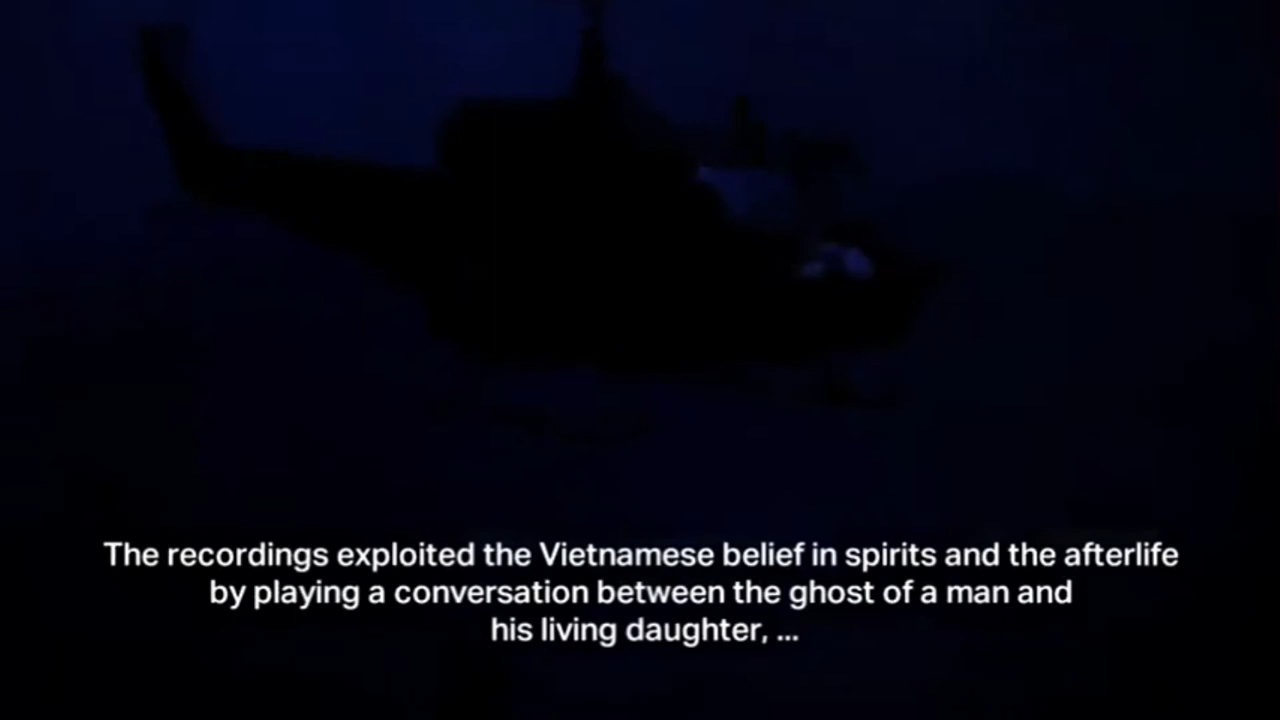 The recordings exploited the Vietnamese belief in spirits and the afterlife
by playing a conversation between the ghost of a man and
his living daughter, ...